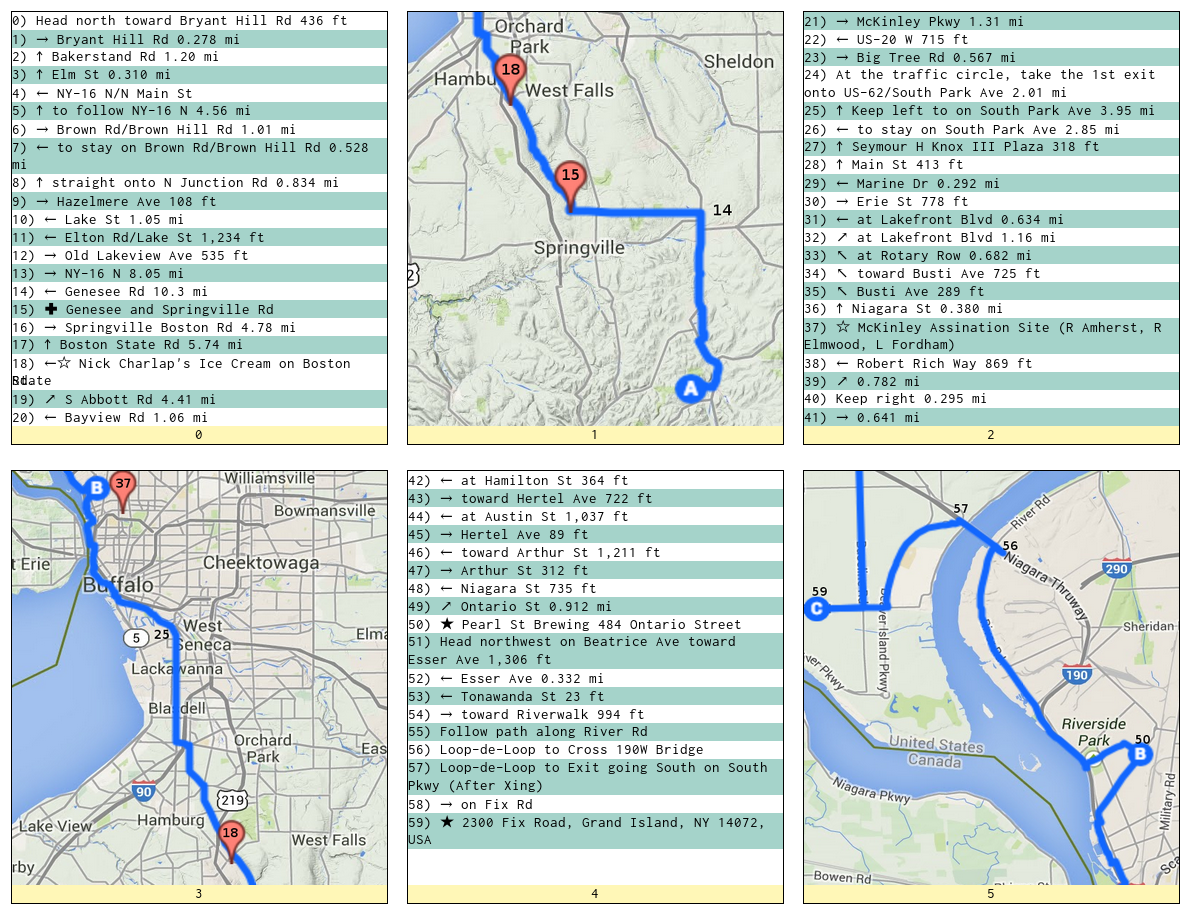 0) Head north toward Bryant Hill Rd 436 ft
1) → Bryant Hill Rd 0.278 mi
2) ↑ Bakerstand Rd 1.20 mi
3) ↑ Elm St 0.310 mi
4) ← NY-16 N/N Main St
5) ↑ to follow NY-16 N 4.56 mi
6) → Brown Rd/Brown Hill Rd 1.01 mi
7) ← to stay on Brown Rd/Brown Hill Rd 0.528
mi
8) ↑ straight onto N Junction Rd 0.834 mi
9) → Hazelmere Ave 108 ft
10) ← Lake St 1.05 mi
11) ← Elton Rd/Lake St 1,234 ft
12) → Old Lakeview Ave 535 ft
13) → NY-16 N 8.05 mi
14) ← Genesee Rd 10.3 mi
15) ✚ Genesee and Springville Rd
16) → Springville Boston Rd 4.78 mi
17) ↑ Boston State Rd 5.74 mi
18) ←☆ Nick Charlap's Ice Cream on Boston
State
Rd
19) ↗ S Abbott Rd 4.41 mi
20) ← Bayview Rd 1.06 mi
0
Orchard
Park
18
Hambu
West Falls
Sheldon
15
14
Springville
2
A
1
21) → McKinley Pkwy 1.31 mi
22) ← US-20 W 715 ft
23) → Big Tree Rd 0.567 mi
24) At the traffic circle, take the 1st exit
onto US-62/South Park Ave 2.01 mi
25) ↑ Keep left to on South Park Ave 3.95 mi
26) ← to stay on South Park Ave 2.85 mi
27) ↑ Seymour H Knox III Plaza 318 ft
28) ↑ Main St 413 ft
29) ← Marine Dr 0.292 mi
30) → Erie St 778 ft
31) ← at Lakefront Blvd 0.634 mi
32) ↗ at Lakefront Blvd 1.16 mi
33) ↖ at Rotary Row 0.682 mi
34) ↖ toward Busti Ave 725 ft
35) ↖ Busti Ave 289 ft
36) ↑ Niagara St 0.380 mi
37) ☆ McKinley Assination Site (R Amherst, R
Elmwood, L Fordham)
38) ← Robert Rich Way 869 ft
39) ↗ 0.782 mi
40) Keep right 0.295 mi
41) → 0.641 mi
2
Williamsville
B
37
Bowmansville
t Erie
Cheektowaga
Buffalo
5
25
West
Seneca
Elma
Lackawanna
Blasdell
Orchard
Park
Eas
90
219
Lake View
Hamburg
18
West Falls
rby
3
42) ← at Hamilton St 364 ft
43) → toward Hertel Ave 722 ft
44) ← at Austin St 1,037 ft
45) → Hertel Ave 89 ft
46) ← toward Arthur St 1,211 ft
47) → Arthur St 312 ft
48) ← Niagara St 735 ft
49) ↗ Ontario St 0.912 mi
50) ★ Pearl St Brewing 484 Ontario Street
51) Head northwest on Beatrice Ave toward
Esser Ave 1,306 ft
52) ← Esser Ave 0.332 mi
53) ← Tonawanda St 23 ft
54) → toward Riverwalk 994 ft
55) Follow path along River Rd
56) Loop-de-Loop to Cross 190W Bridge
57) Loop-de-Loop to Exit going South on South
Pkwy (After Xing)
58) → on Fix Rd
59) ★ 2300 Fix Road, Grand Island, NY 14072,
USA
4
57
River Rd
56
Niagara Thruway
290
59
C
Island Pkwy
Sheridan
190
ver Pkwy
Riverside
Park
50
B
United States
Canada
Niagara Pkwy
Military Rd
Bowen Rd
5